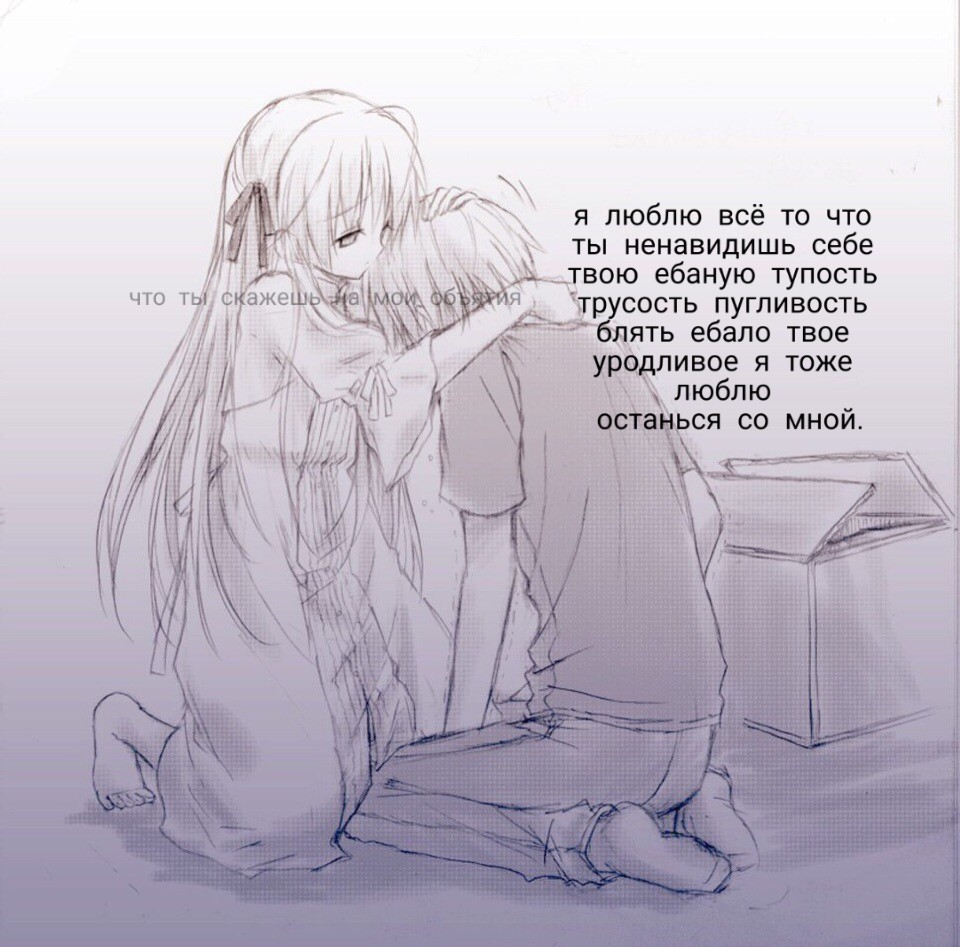 я люблю всё то что
ты ненавидишь себе
твою ебаную тупость
трусость пугливость
блять ебало твое
уродливое я тоже
люблю
останься со мной.
что ты скажешь на мои объятия